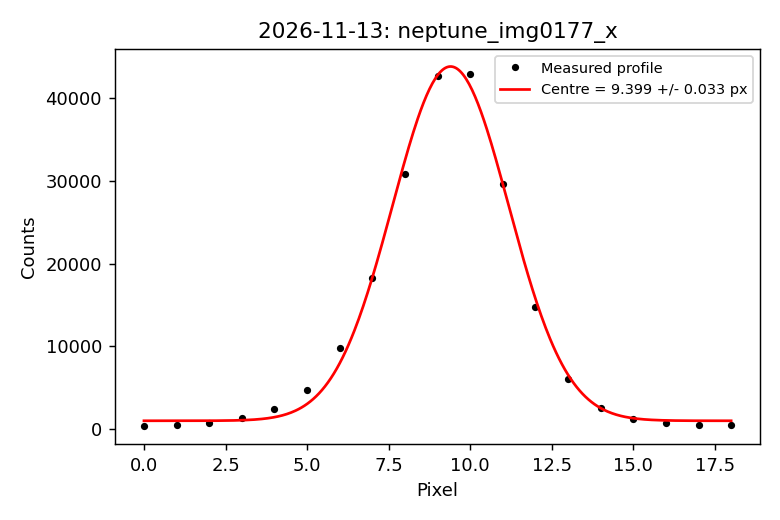 2026-11-13: neptune_img0177_x
Measured profile
Centre = 9.399 +/- 0.033 px
Counts
40000
30000
20000
10000
0
0.0 2.5 5.0 7.5 10.0 12.5 15.0 17.5
Pixel